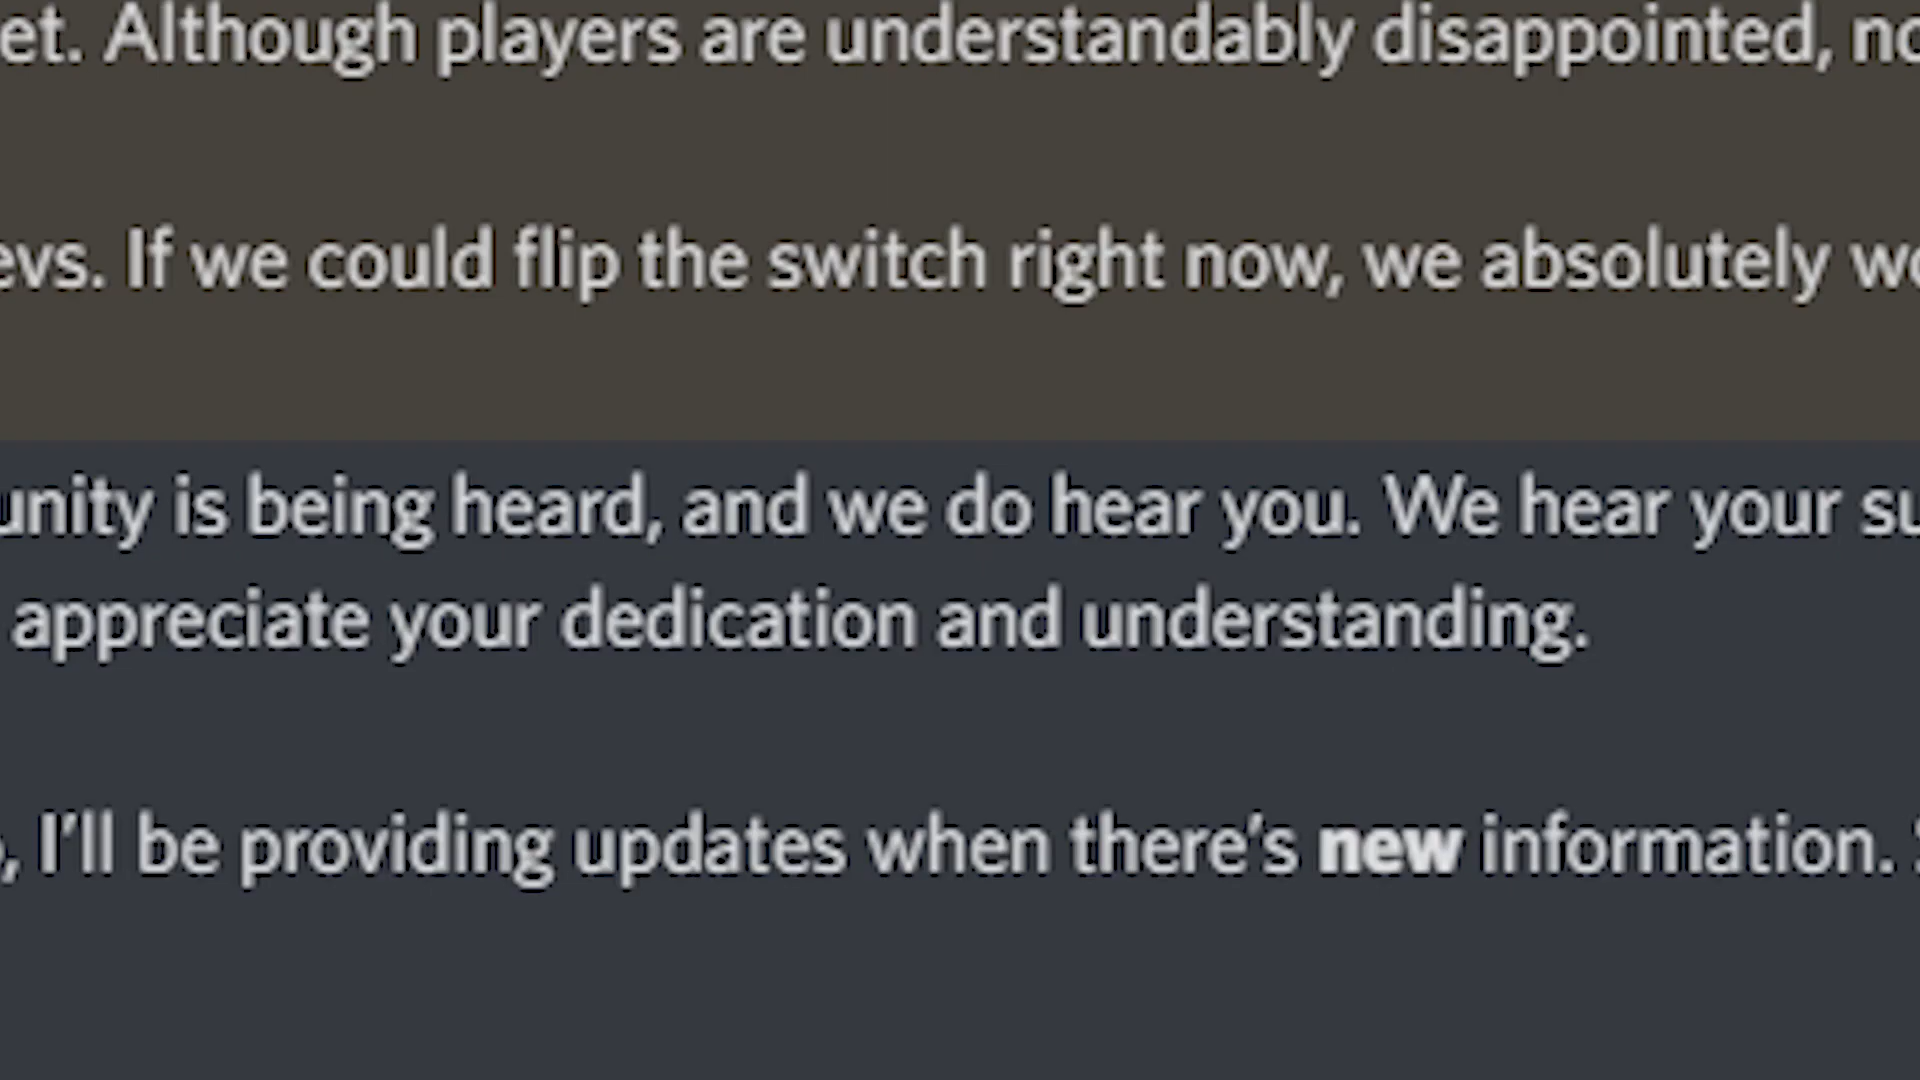 et. Although players are understandably disappointed, no
evs. If we could flip the switch right now, we absolutely wo
unity is being heard, and we do hear you. We hear your su
appreciate your dedication and understanding.
, I’ll be providing updates when there’s new information.